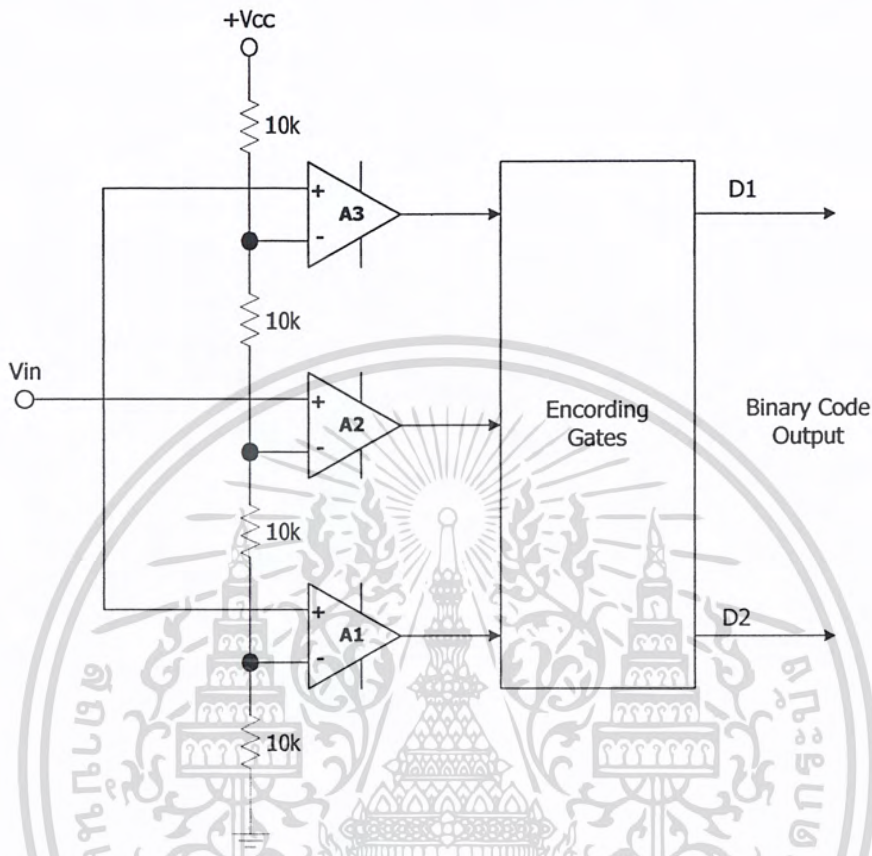 +Vcc
10k
+
A3
-
D1
10k
Vin
+
A2
-
Encording
Gates
Binary Code
Output
10k
+
A1
-
D2
10k